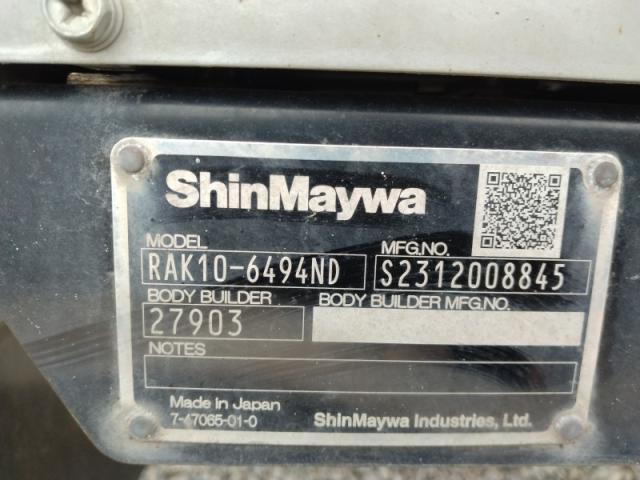 ShinMaywa
MODEL MFG.NO.
RAK10-6494ND S2312008845
BODY BUILDER BODY BUILDER MFG.NO.
27903
NOTES
Made in Japan
7-47065-01-0 ShinMaywa Industries, Ltd.